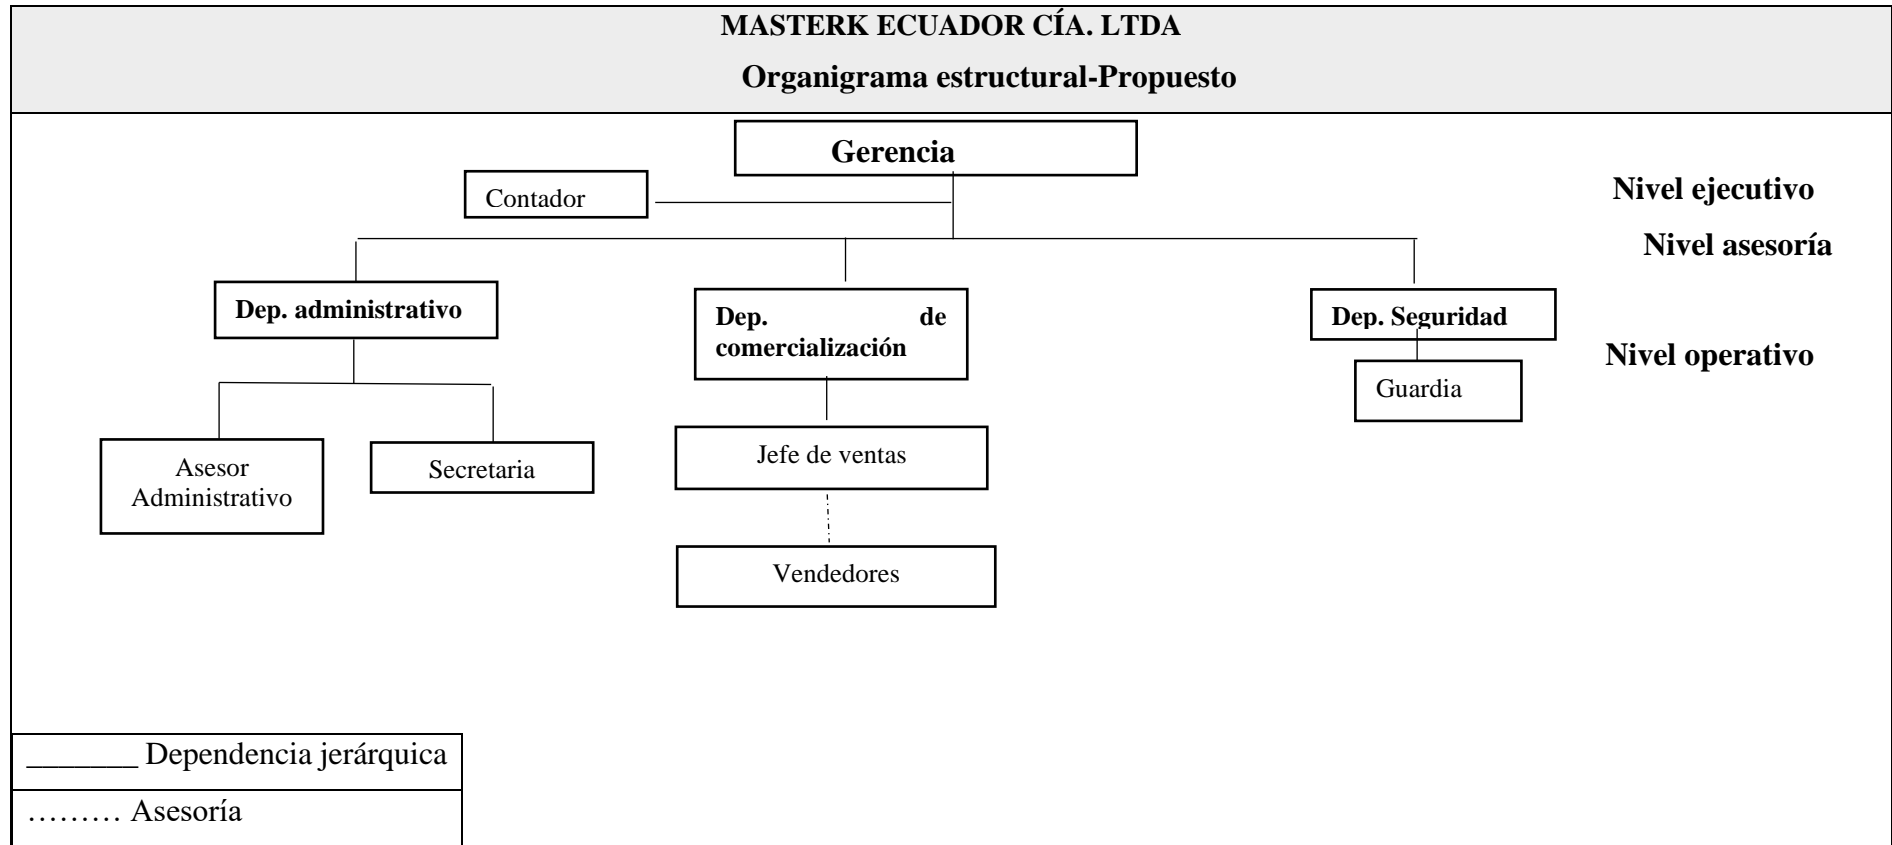 MASTERK ECUADOR CÍA. LTDA
Organigrama estructural-Propuesto
Gerencia
Contador
Nivel ejecutivo
Nivel asesoría
Dep. administrativo
Dep. de
comercialización
Dep. Seguridad
Nivel operativo
Guardia
Asesor
Administrativo
Secretaria
Jefe de ventas
Vendedores
_______ Dependencia jerárquica
……… Asesoría